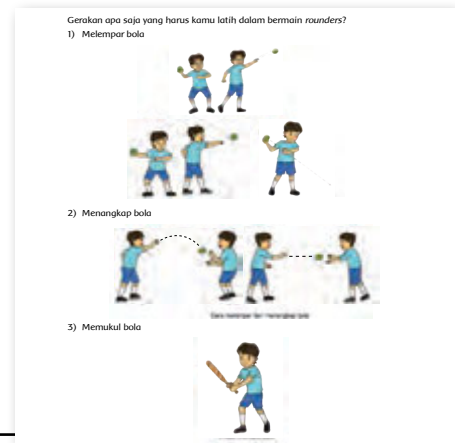 Gerakan apa saja yang harus kamu latih dalam bermain rounders?
1) Melempar bola
2) Menangkap bola
3) Memukul bola